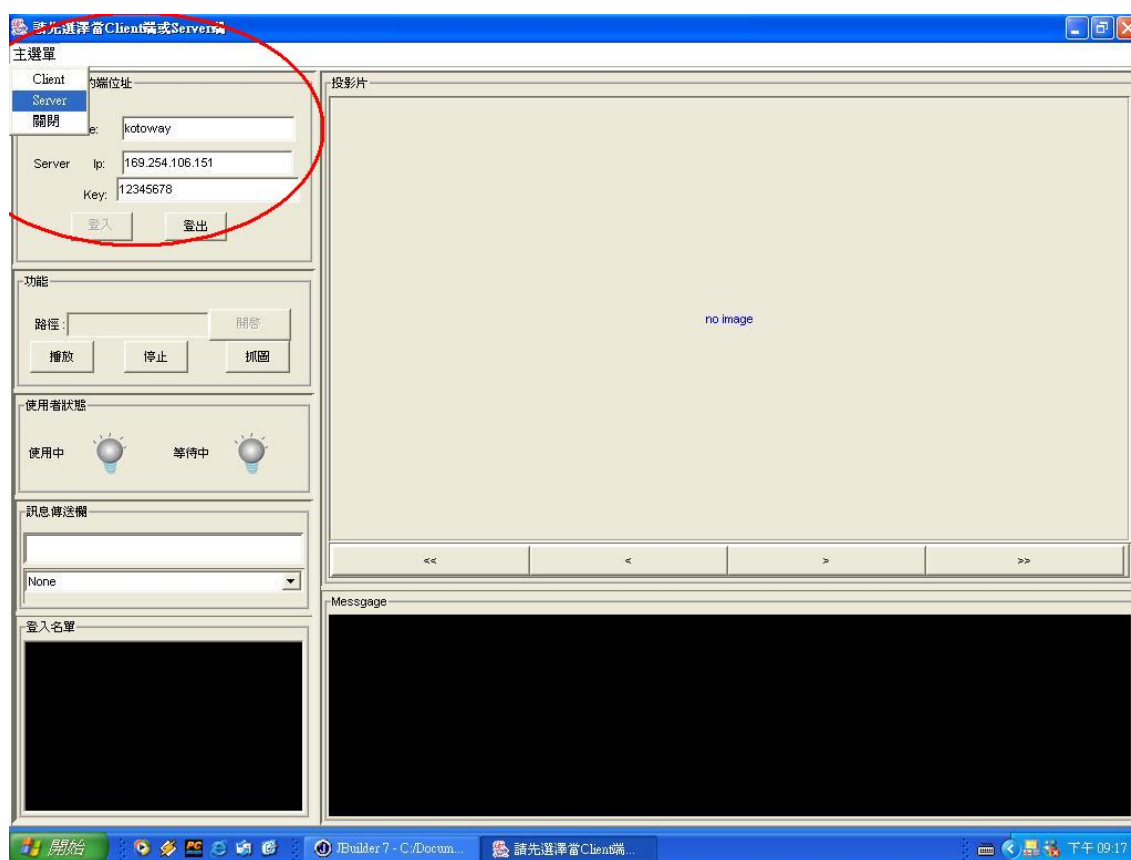 請先選擇當Client端或Server端
主選單
Client
Server
關閉
的端位址
e:
kotoway
Server Ip:
169.254.106.151
Key:
12345678
登入
登出
功能
路徑 :
開啓
播放
停止
抓圖
使用者狀態
使用中
等待中
訊息傳送欄
None
登入名單
投影片
no image
<<
<
>
>>
Messgage
開始
JBuilder 7 - C:/Docum...
請先選擇當Client端...
下午 09:17